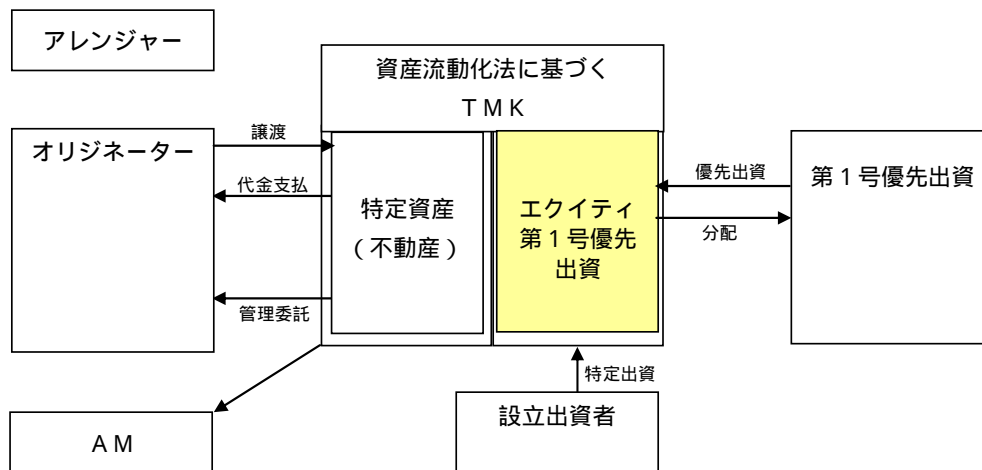 アレンジャー
資産流動化法に基づく
ＴＭＫ
オリジネーター
譲渡
代金支払
管理委託
特定資産
（不動産）
エクイティ
第１号優先
出資
優先出資
分配
第１号優先出資
特定出資
設立出資者
ＡＭ